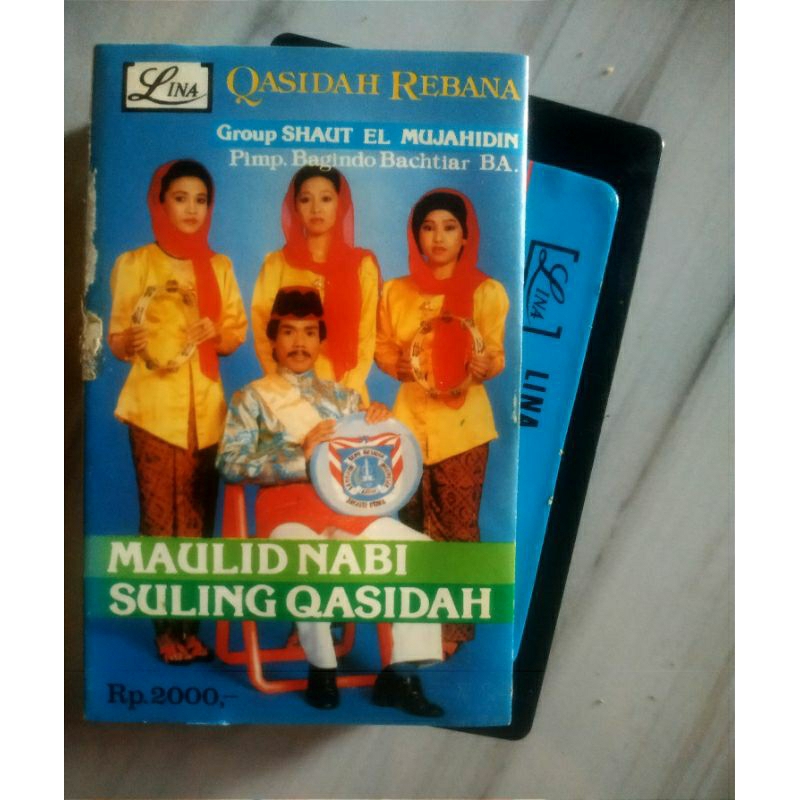 LINA
QASIDAH REBANA
Group SHAUT EL MUJAHIDIN
Pimp. Bagindo Bachtiar BA.
MAULID NABI
SULING QASIDAH
Rp.2000,-
LINA
LINA